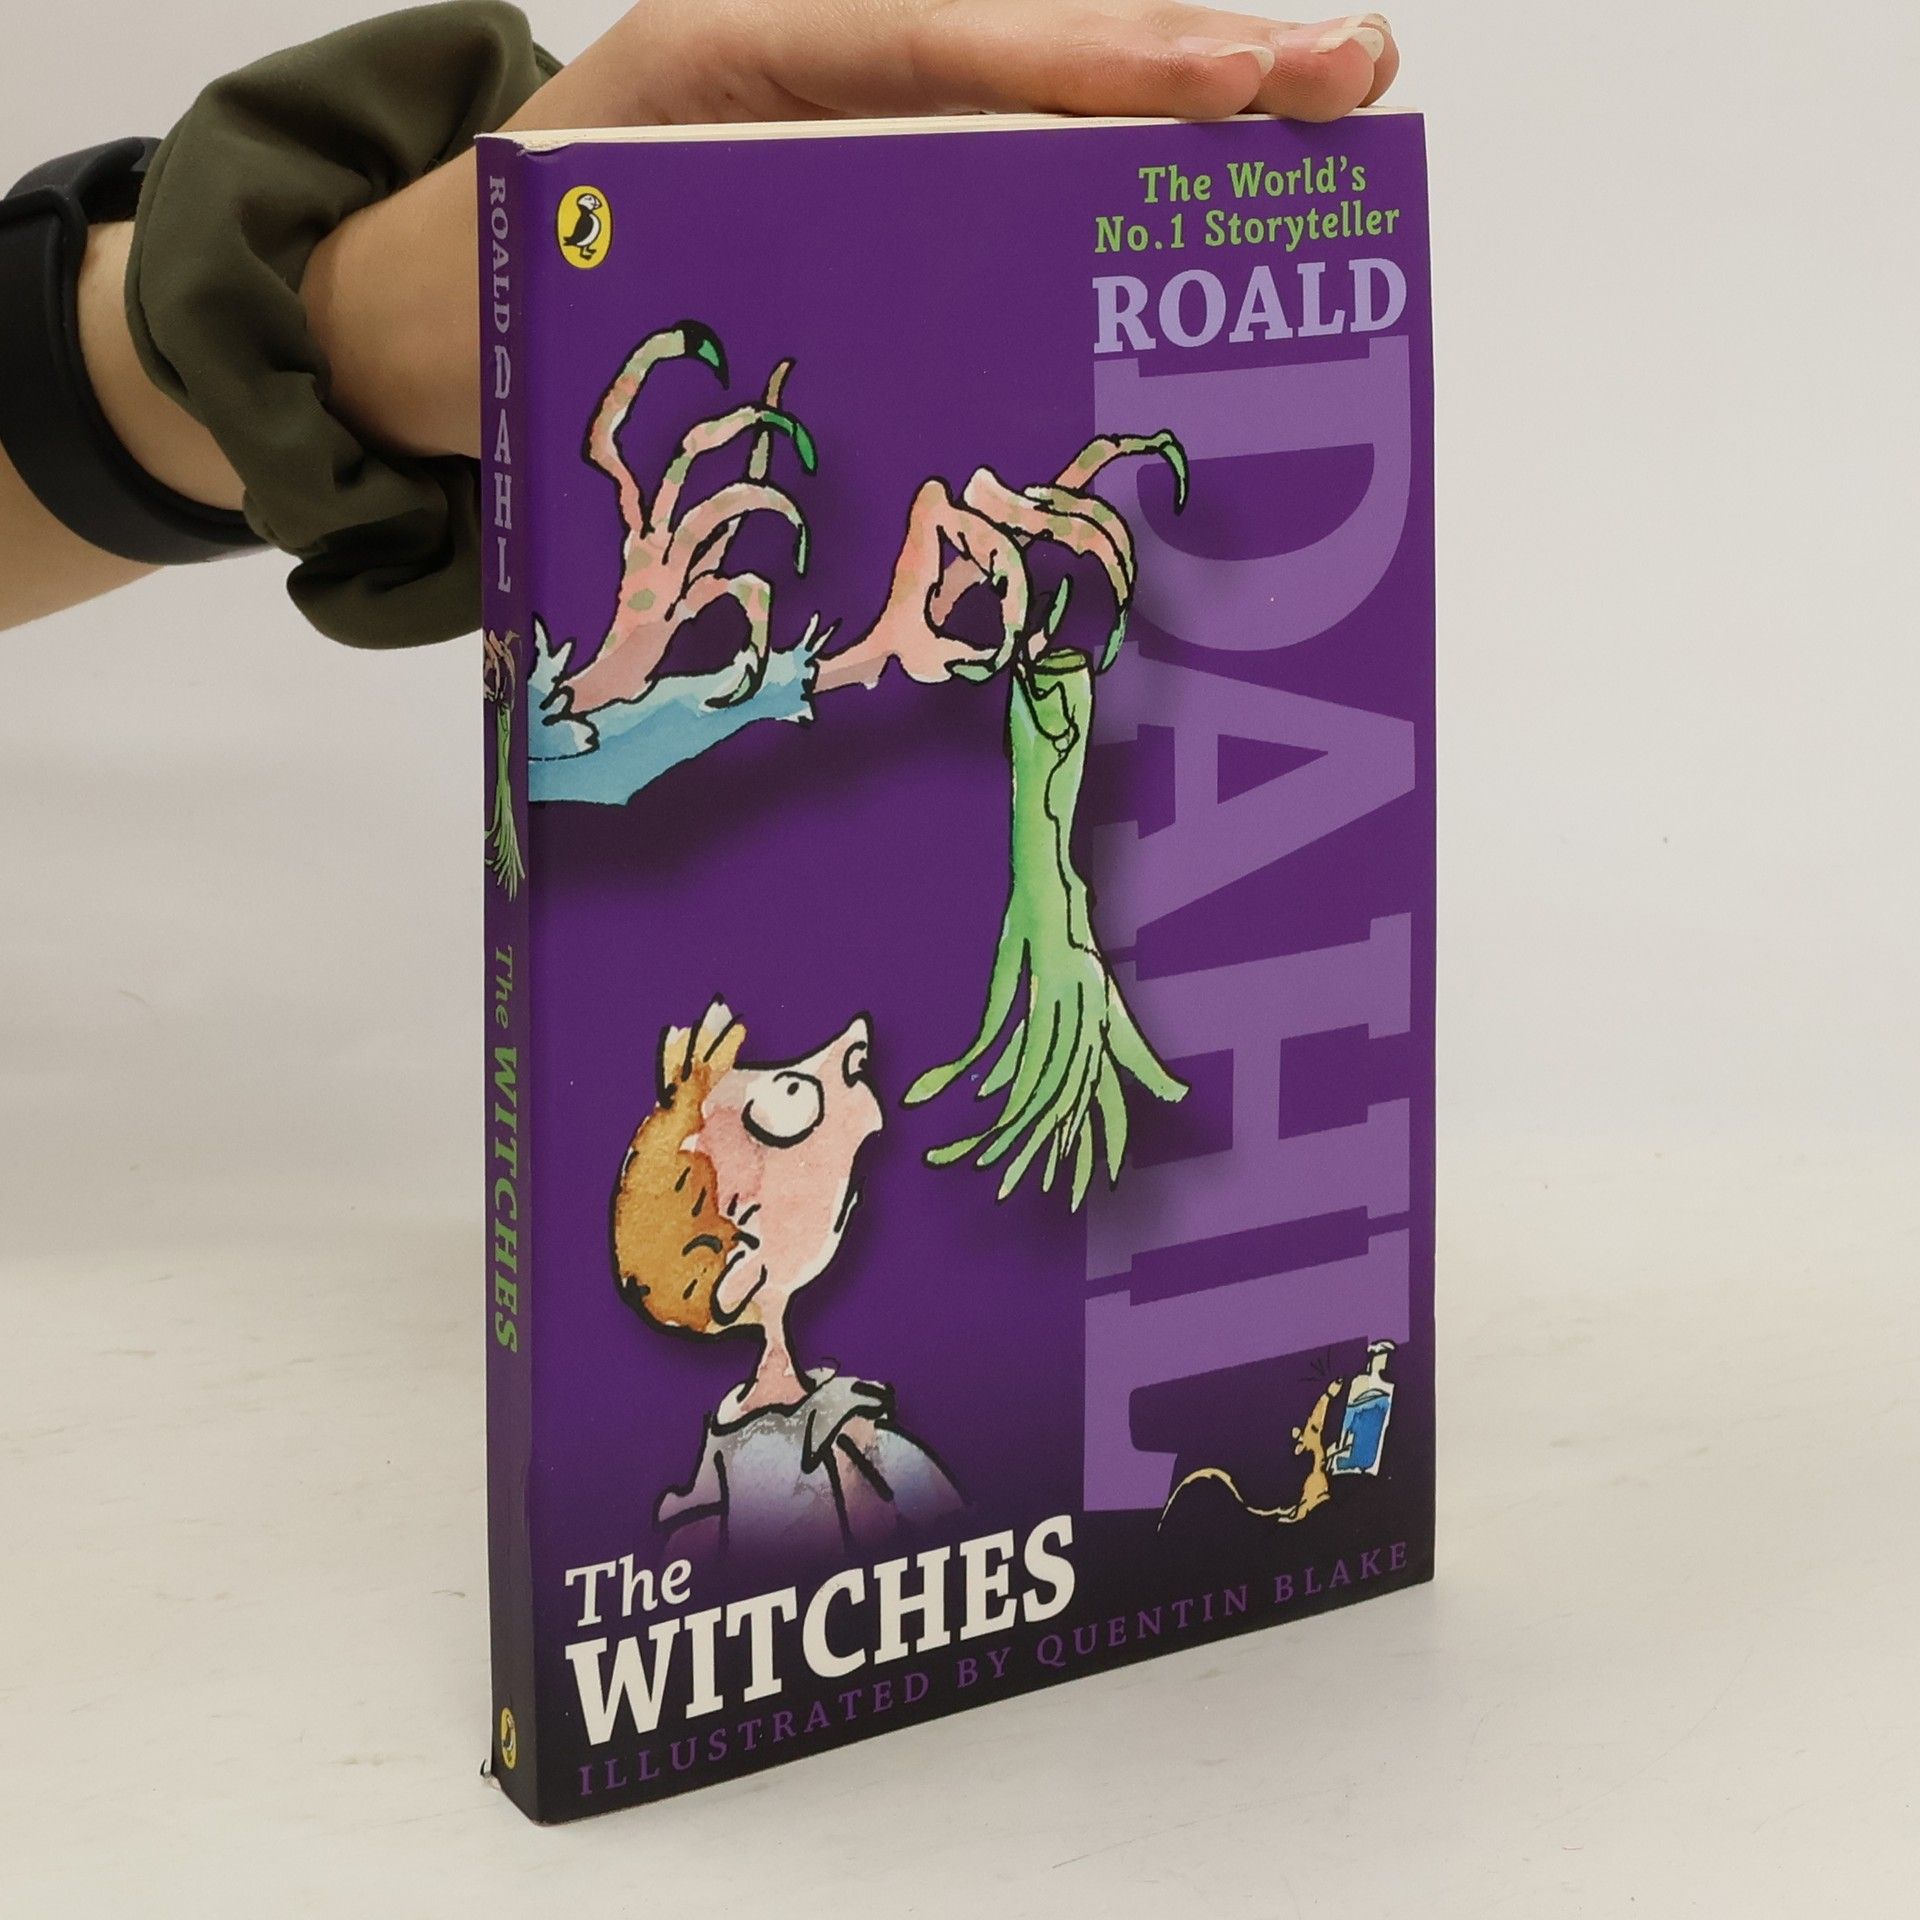 The World's
No.1 Storyteller
ROALD
DAHL
The
WITCHES
ILLUSTRATED BY QUENTIN BLAKE
ROALD DAHL The WITCHES